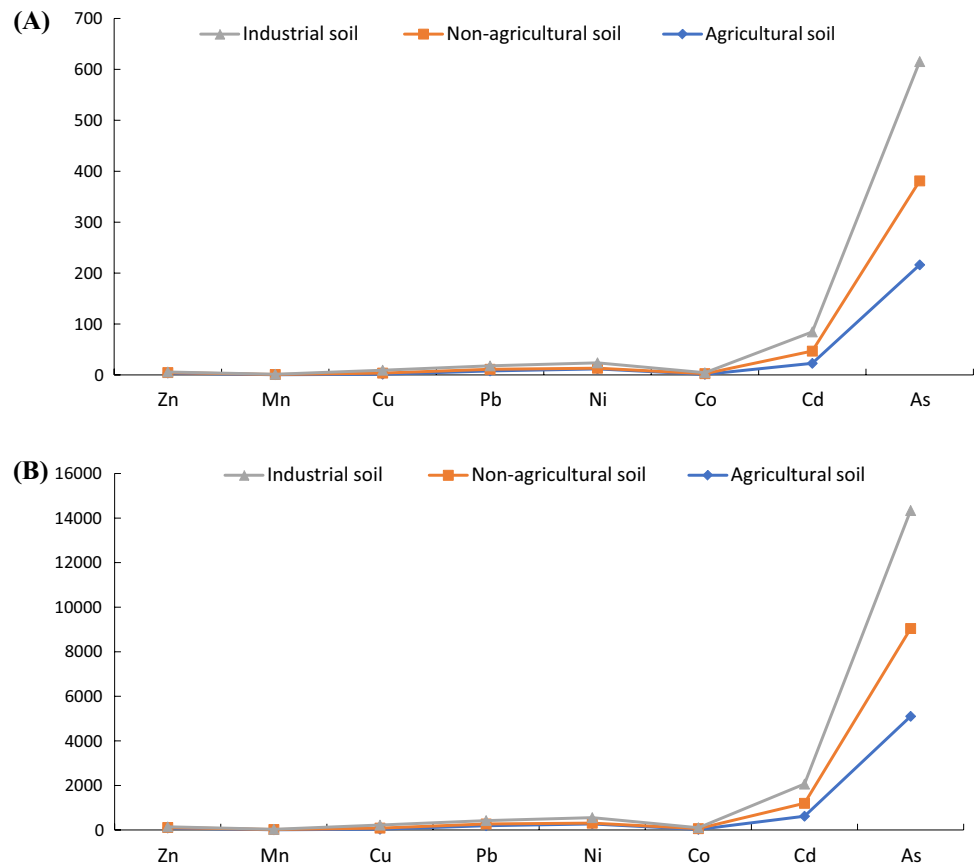 (A)
700
Industrial soil Non-agricultural soil Agricultural soil
600
500
400
300
200
100
0
Zn Mn Cu Pb Ni Co Cd As
(B)
16000
Industrial soil Non-agricultural soil Agricultural soil
14000
12000
10000
8000
6000
4000
2000
0
Zn Mn Cu Pb Ni Co Cd As